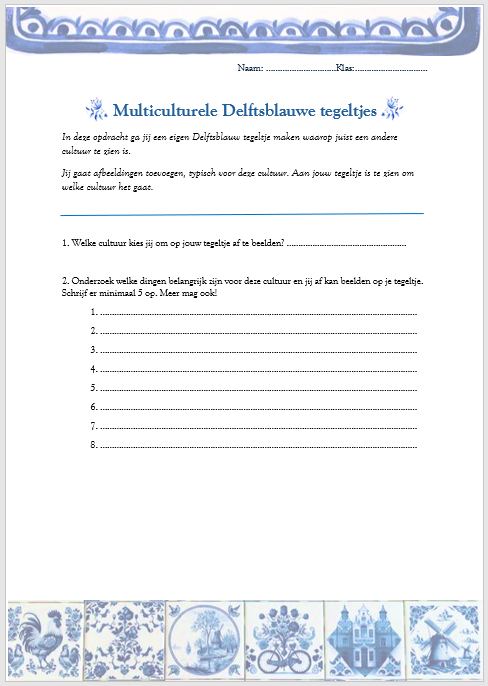 Naam: ..............................Klas:..............................
Multiculturele Delftsblauwe tegeltjes
In deze opdracht ga jij een eigen Delftsblauw tegeltje maken waarop juist een andere
cultuur te zien is.
Jij gaat afbeeldingen toevoegen, typisch voor deze cultuur. Aan jouw tegeltje is te zien om
welke cultuur het gaat.
1. Welke cultuur kies jij om op jouw tegeltje af te beelden? ..................................................
2. Onderzoek welke dingen belangrijk zijn voor deze cultuur en jij af kan beelden op je tegeltje.
Schrijf er minimaal 5 op. Meer mag ook!
1. ..................................................
2. ..................................................
3. ..................................................
4. ..................................................
5. ..................................................
6. ..................................................
7. ..................................................
8. ..................................................